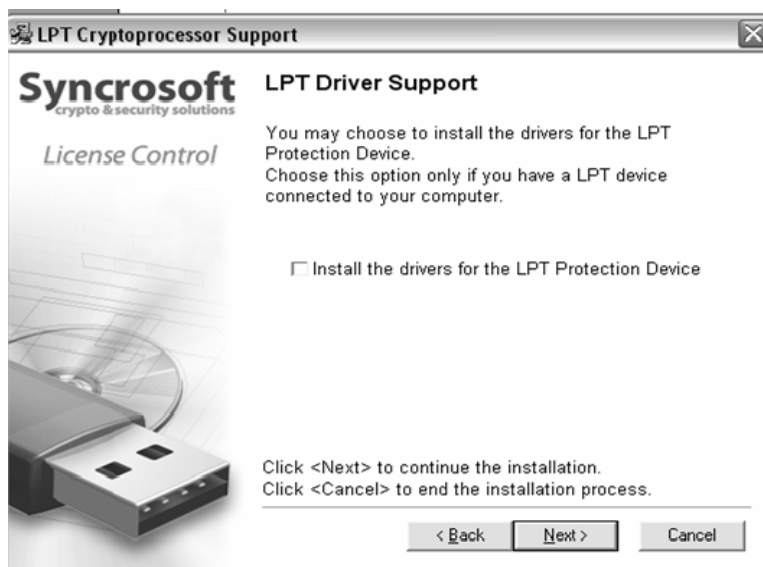 LPT Cryptoprocessor Support
Syncrosoft
crypto & security solutions
License Control
LPT Driver Support
You may choose to install the drivers for the LPT
Protection Device.
Choose this option only if you have a LPT device
connected to your computer.
Install the drivers for the LPT Protection Device
Click <Next> to continue the installation.
Click <Cancel> to end the installation process.
< Back
Next >
Cancel